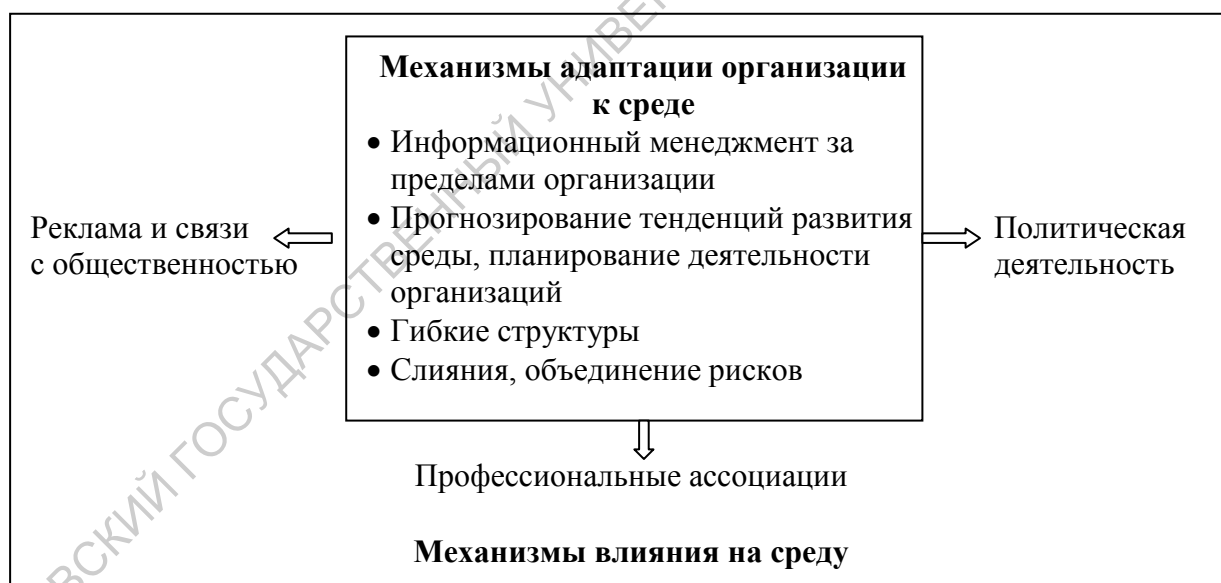 Механизмы адаптации организации
к среде
• Информационный менеджмент за
пределами организации
• Прогнозирование тенденций развития
среды, планирование деятельности
организаций
• Гибкие структуры
• Слияния, объединение рисков
Реклама и связи
с общественностью
Политическая
деятельность
Профессиональные ассоциации
Механизмы влияния на среду
ГОСУДАРСТВЕННЫЙ